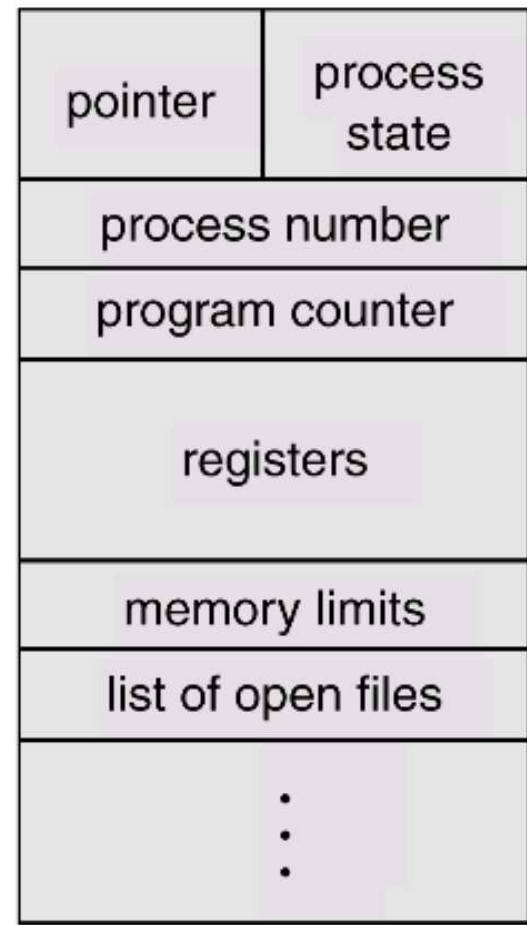 pointer
process
state
process number
program counter
registers
memory limits
list of open files
.
.
.